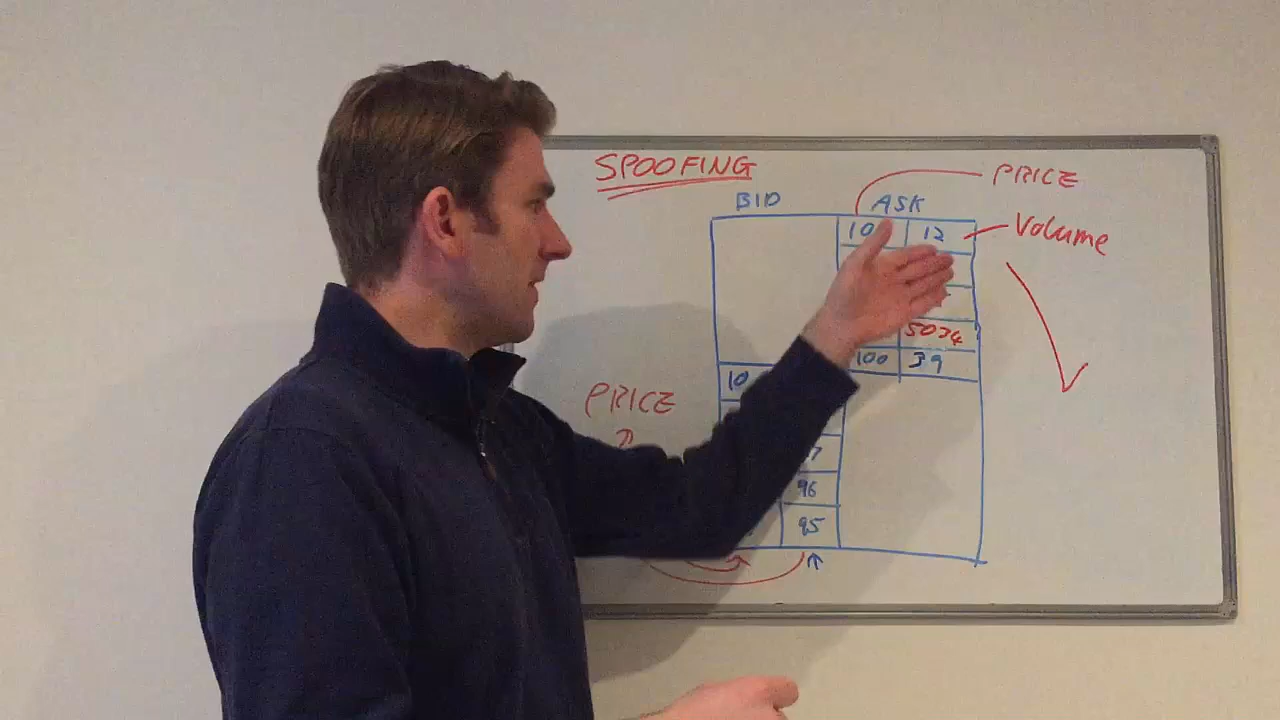 SPOOFING
PRICE
BID
ASK
12
Volume
5034
100 39
10
PRICE
96
95